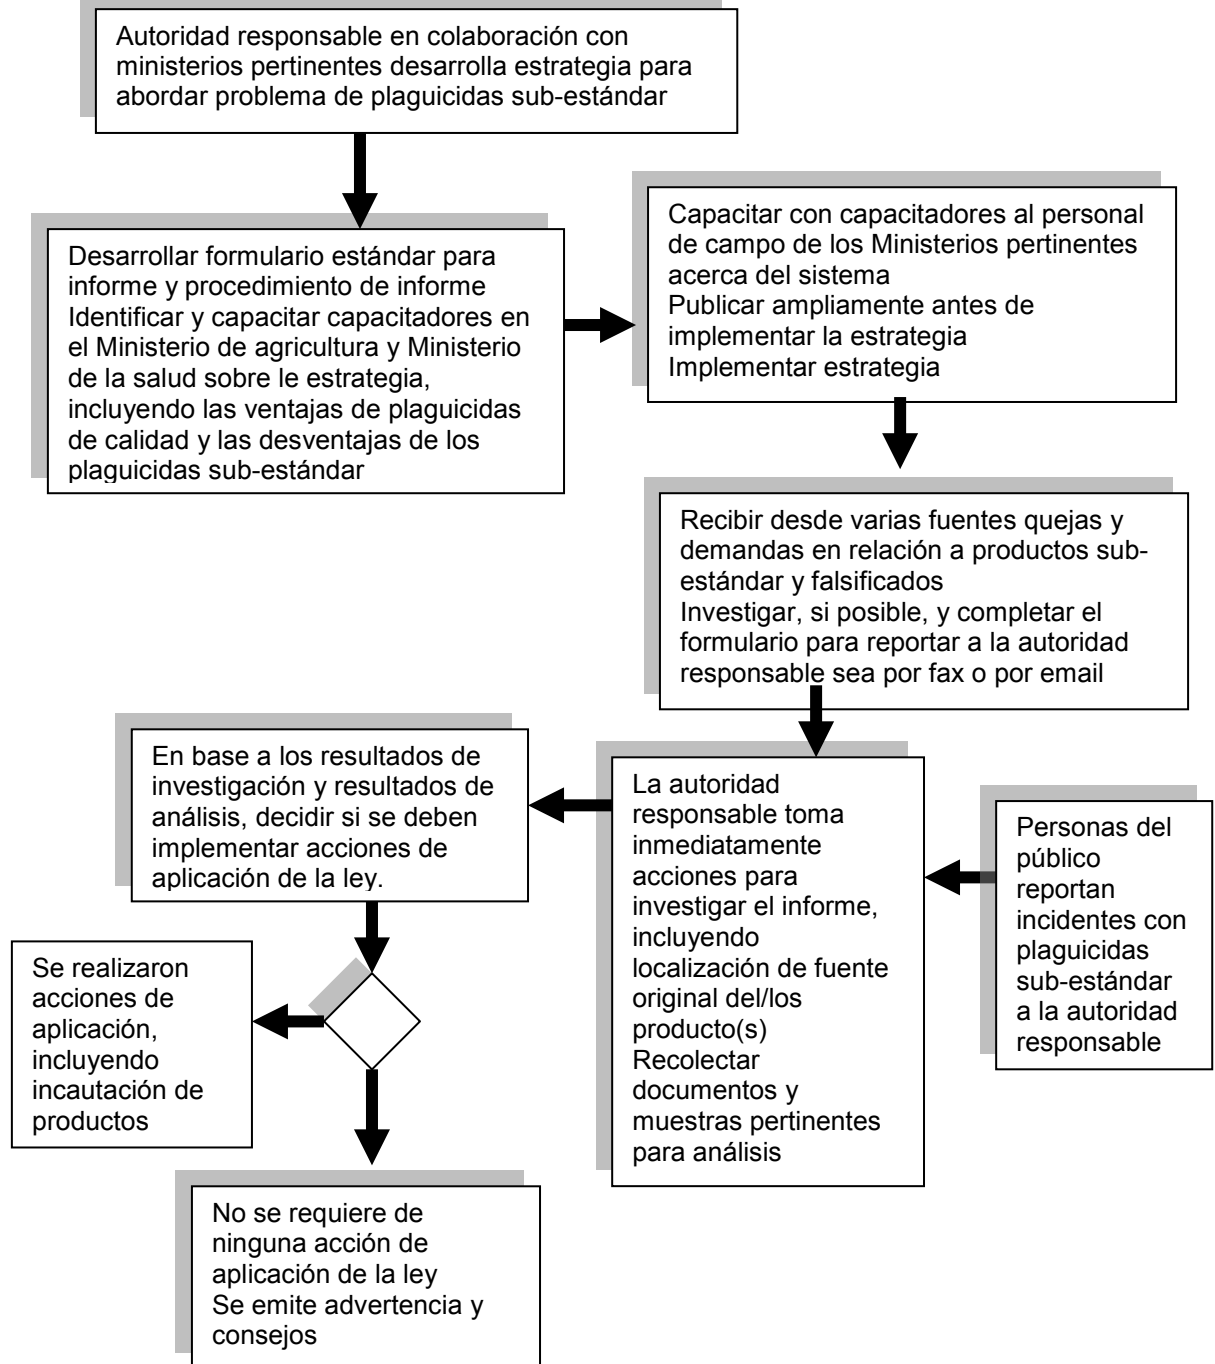 Autoridad responsable en colaboración con
ministerios pertinentes desarrolla estrategia para
abordar problema de plaguicidas sub-estándar
Desarrollar formulario estándar para
informe y procedimiento de informe
Identificar y capacitar capacitadores en
el Ministerio de agricultura y Ministerio
de la salud sobre le estrategia,
incluyendo las ventajas de plaguicidas
de calidad y las desventajas de los
plaguicidas sub-estándar
Capacitar con capacitadores al personal
de campo de los Ministerios pertinentes
acerca del sistema
Publicar ampliamente antes de
implementar la estrategia
Implementar estrategia
Recibir desde varias fuentes quejas y
demandas en relación a productos sub-
estándar y falsificados
Investigar, si posible, y completar el
formulario para reportar a la autoridad
responsable sea por fax o por email
Personas del
público
reportan
incidentes con
plaguicidas
sub-estándar
a la autoridad
responsable
La autoridad
responsable toma
inmediatamente
acciones para
investigar el informe,
incluyendo
localización de fuente
original del/los
producto(s)
Recolectar
documentos y
muestras pertinentes
para análisis
En base a los resultados de
investigación y resultados de
análisis, decidir si se deben
implementar acciones de
aplicación de la ley.
Se realizaron
acciones de
aplicación,
incluyendo
incautación de
productos
No se requiere de
ninguna acción de
aplicación de la ley
Se emite advertencia y
consejos